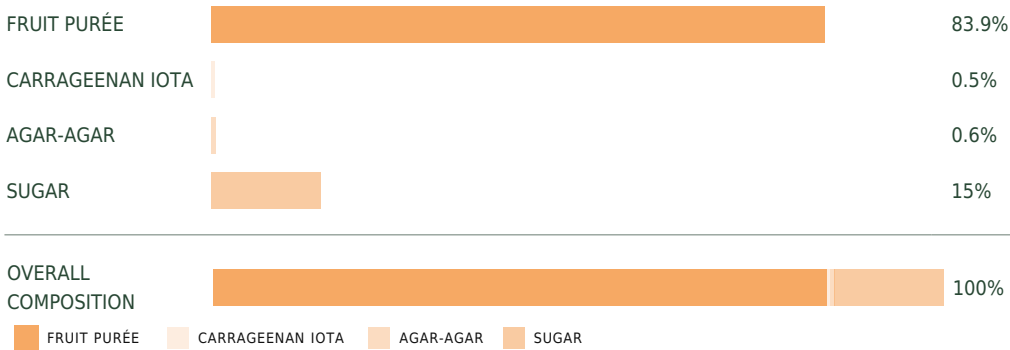 FRUIT PURÉE 83.9%
CARRAGEENAN IOTA 0.5%
AGAR-AGAR 0.6%
SUGAR 15%
OVERALL
COMPOSITION 100%
FRUIT PURÉE CARRAGEENAN IOTA AGAR-AGAR SUGAR